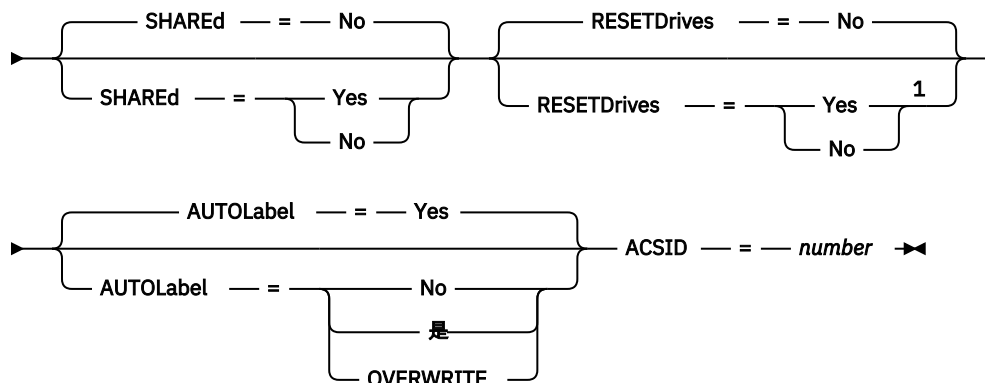 SHAREd = No RESETDrives = No
SHAREd = Yes RESETDrives = Yes 1
No No
AUTOLabel = Yes
ACSID = number
AUTOLabel = No
是
OVERWRITE